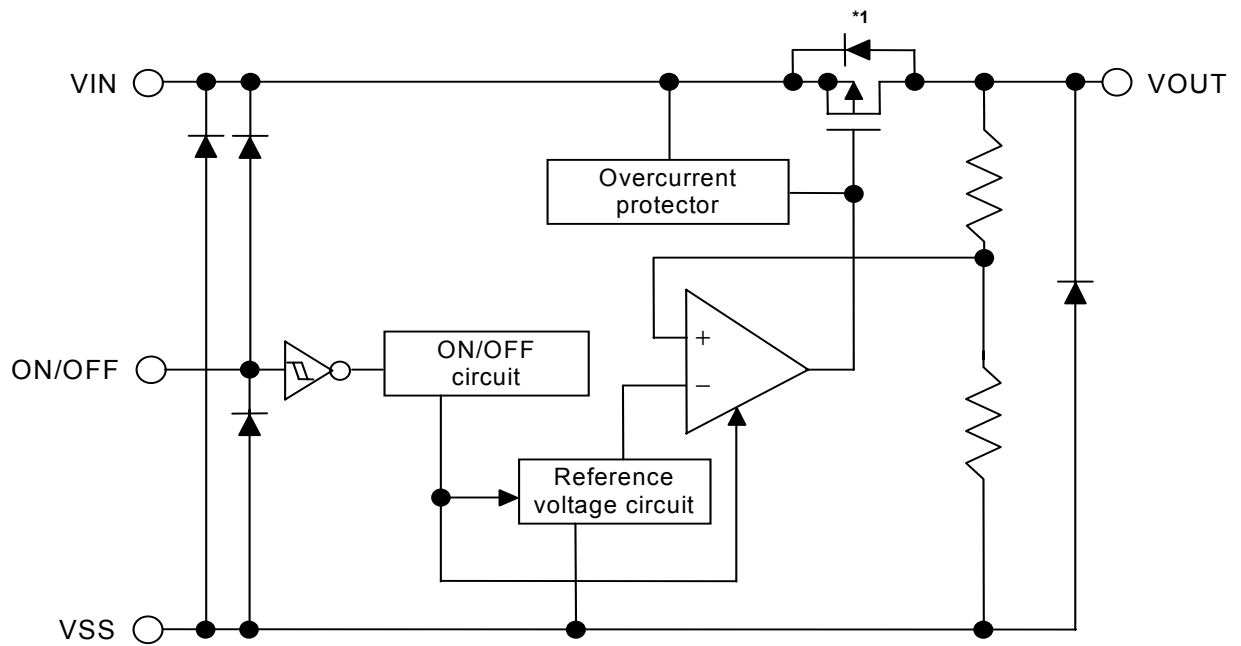 *1
VIN
VOUT
Overcurrent
protector
+
−
ON/OFF
ON/OFF
circuit
Reference
voltage circuit
VSS